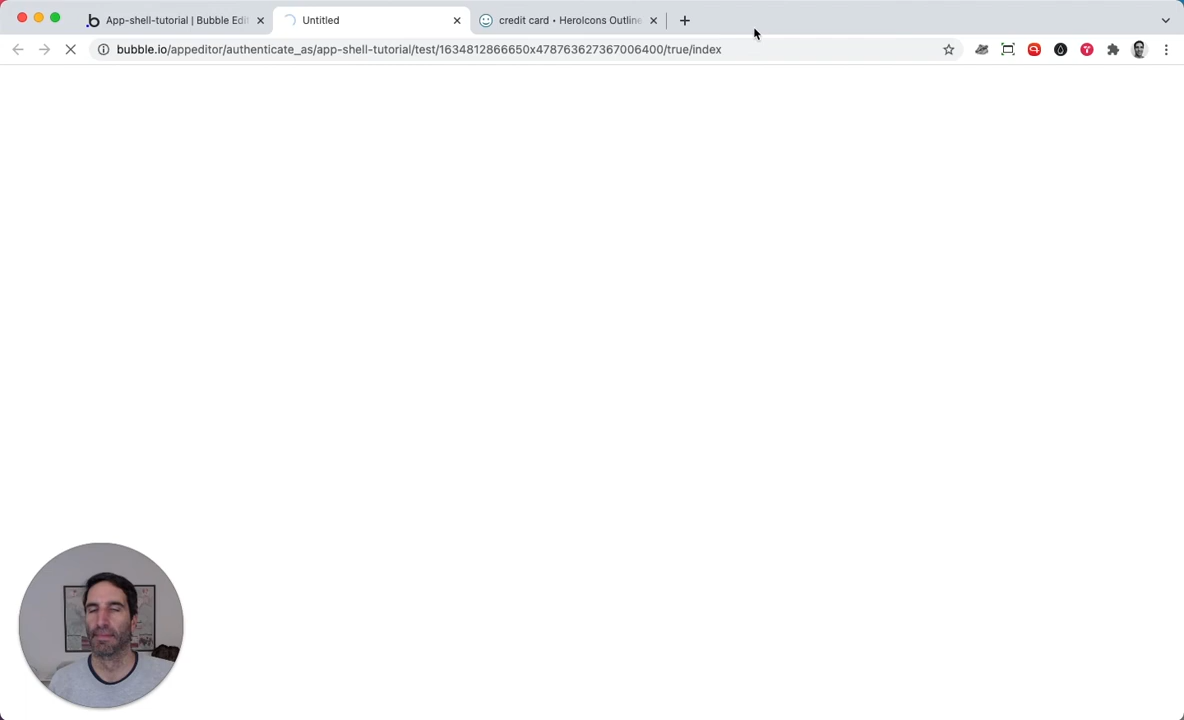 App-shell-tutorial | Bubble Edi
Untitled
credit card • HeroIcons Outline
bubble.io/appeditor/authenticate_as/app-shell-tutorial/test/1634812866650x478763627367006400/true/index